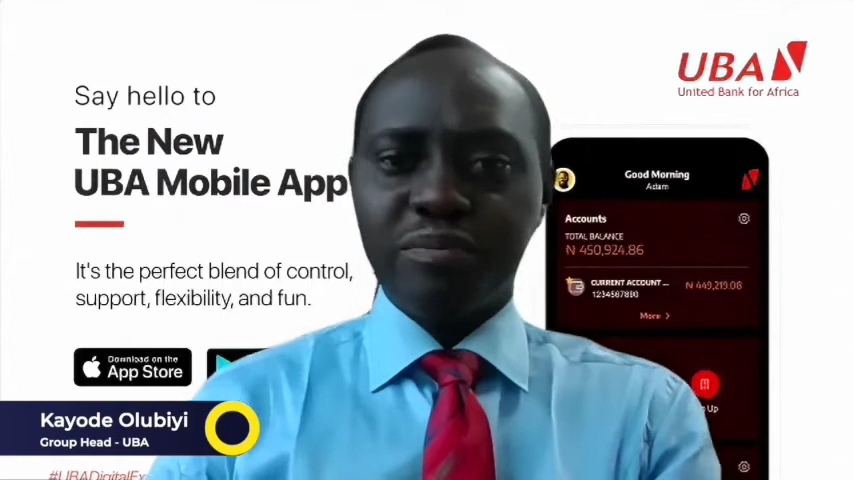 Say hello to
The New
UBA Mobile App
It's the perfect blend of control,
support, flexibility, and fun.
Download on the
App Store
Kayode Olubiyi
Group Head - UBA
UBA
United Bank for Africa
Good Morning
Adam
Accounts
TOTAL BALANCE
₦ 450,924.86
CURRENT ACCOUNT ...
₦ 449,219.08
1234567890
More >
Up